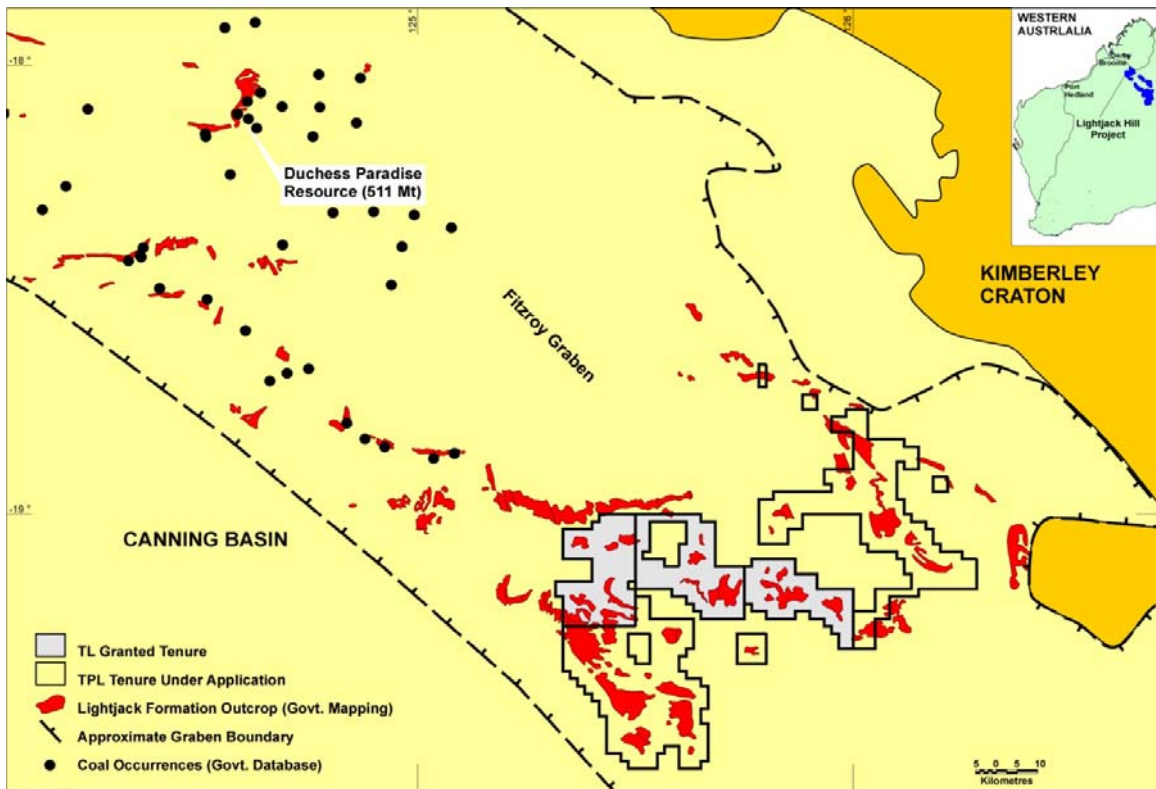 125
126
-18
-19
WESTERN
AUSTRLALIA
Derby
Broome
Port
Hedland
Lightjack Hill
Project
Duchess Paradise
Resource (511 Mt)
KIMBERLEY
CRATON
Fitzroy Graben
CANNING BASIN
TL Granted Tenure
TPL Tenure Under Application
Lightjack Formation Outcrop (Govt. Mapping)
Approximate Graben Boundary
Coal Occurrences (Govt. Database)
5 0 5 10
Kilometres